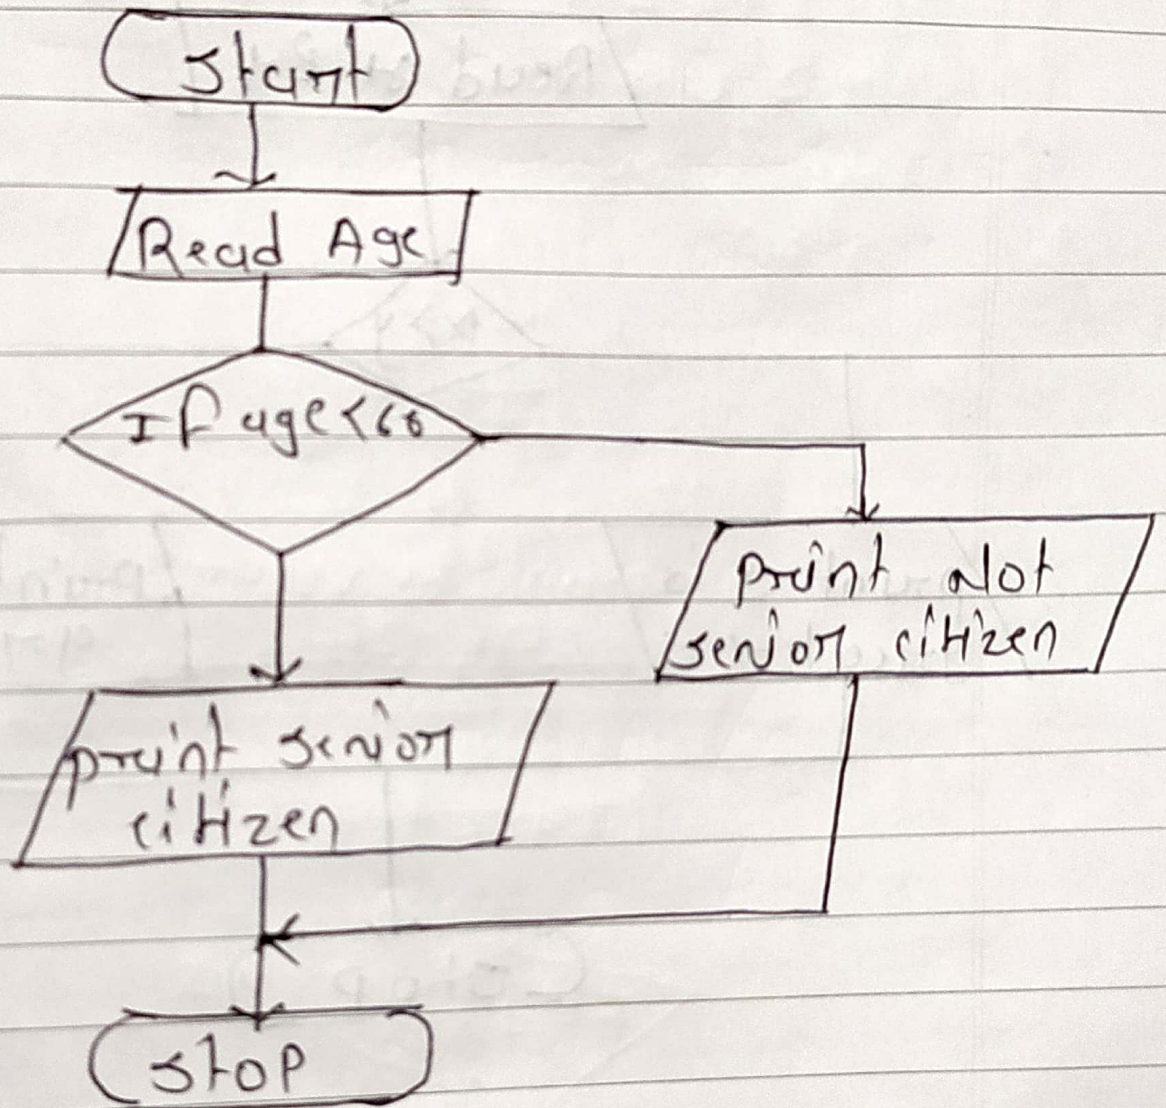 Start
Read Age
If age<60
print Not
senior citizen
print senior
citizen
stop